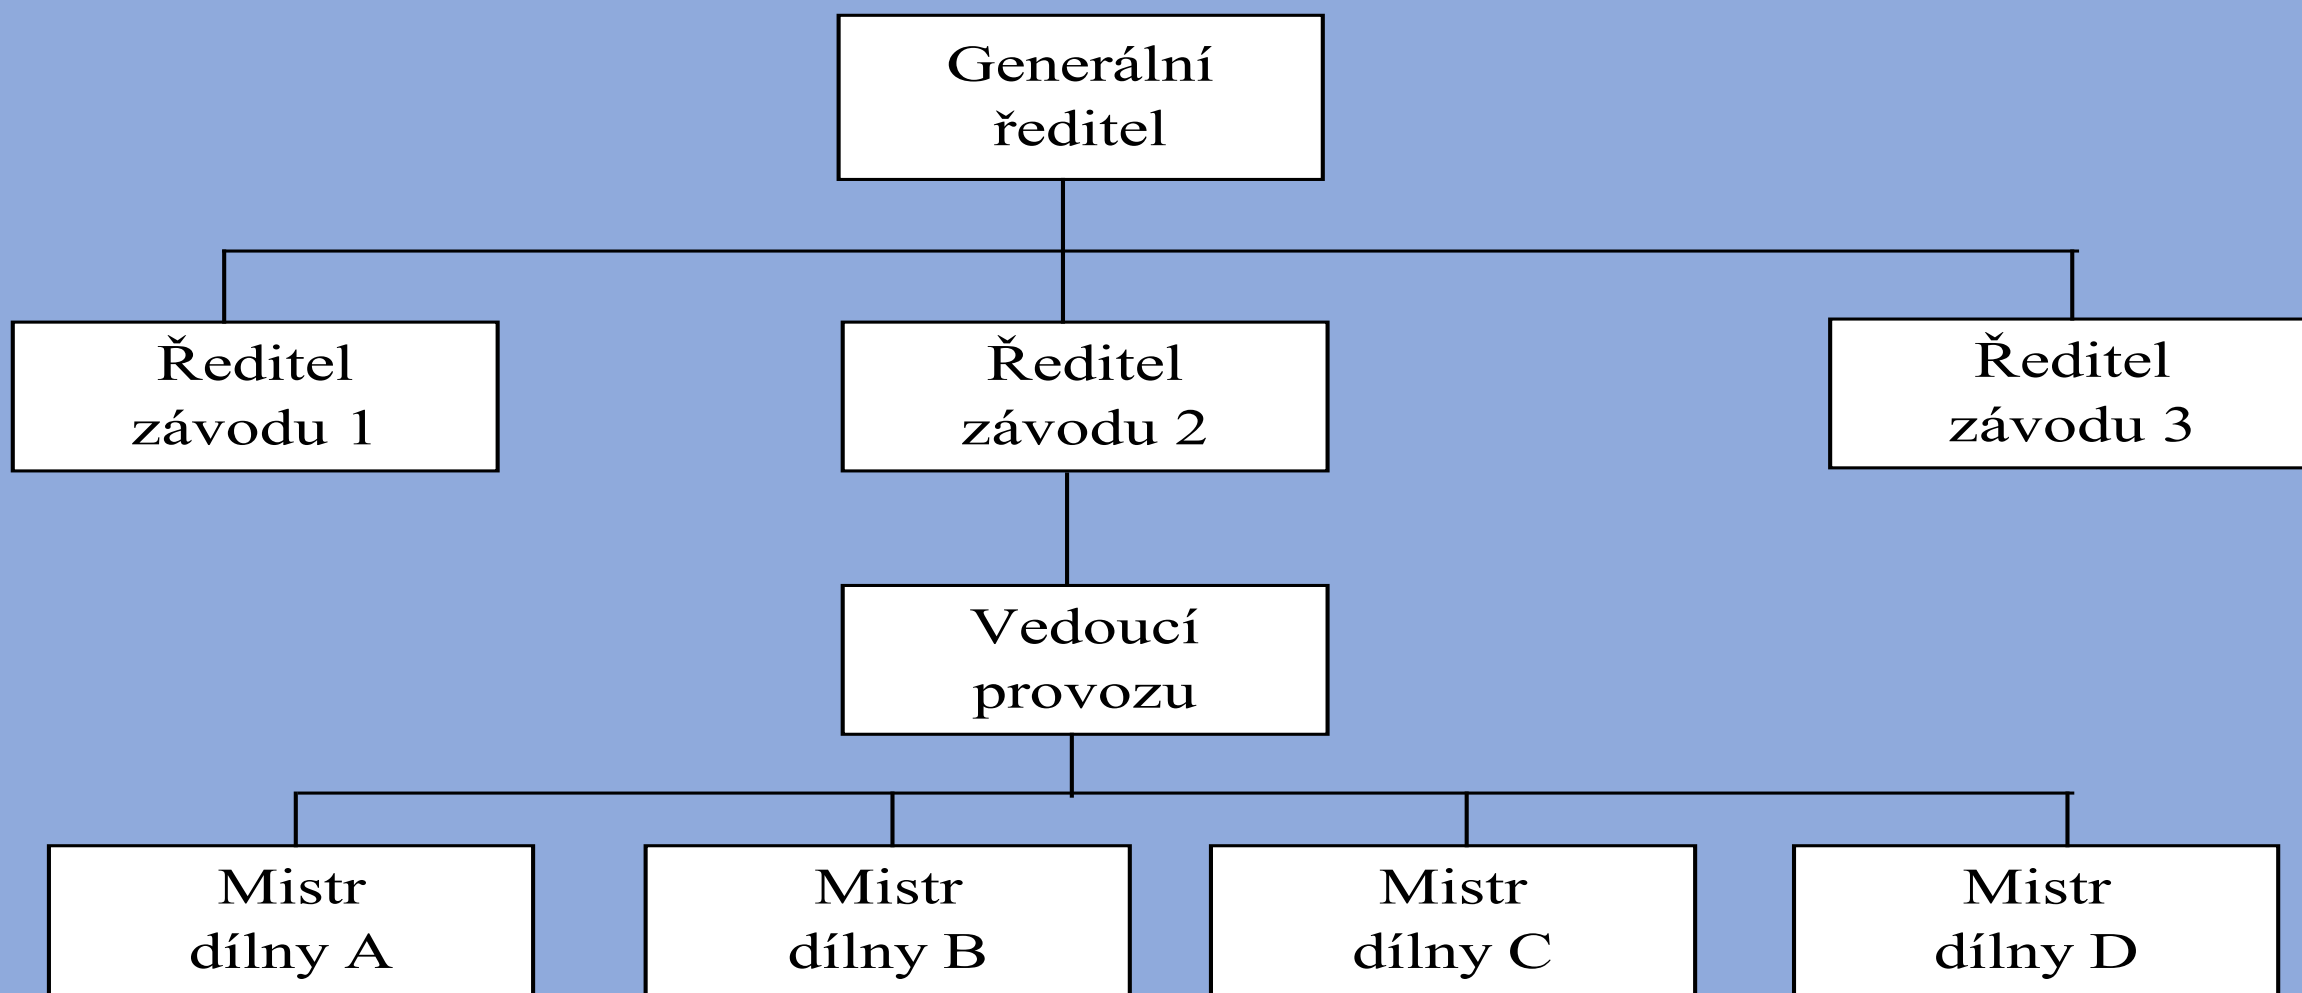 Generální
ředitel
Ředitel
závodu 1
Ředitel
závodu 2
Ředitel
závodu 3
Vedoucí
provozu
Mistr
dílny A
Mistr
dílny B
Mistr
dílny C
Mistr
dílny D